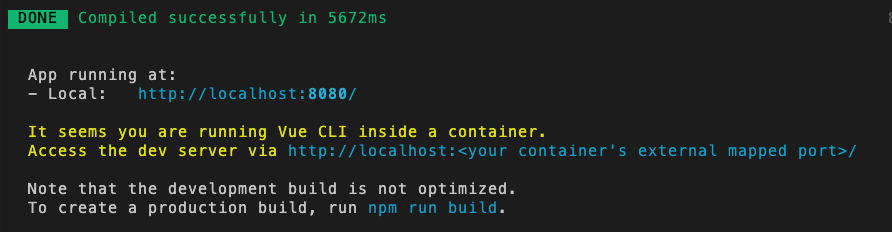 DONE Compiled successfully in 5672ms
App running at:
- Local: http://localhost:8080/
It seems you are running Vue CLI inside a container.
Access the dev server via http://localhost:<your container's external mapped port>/
Note that the development build is not optimized.
To create a production build, run npm run build.